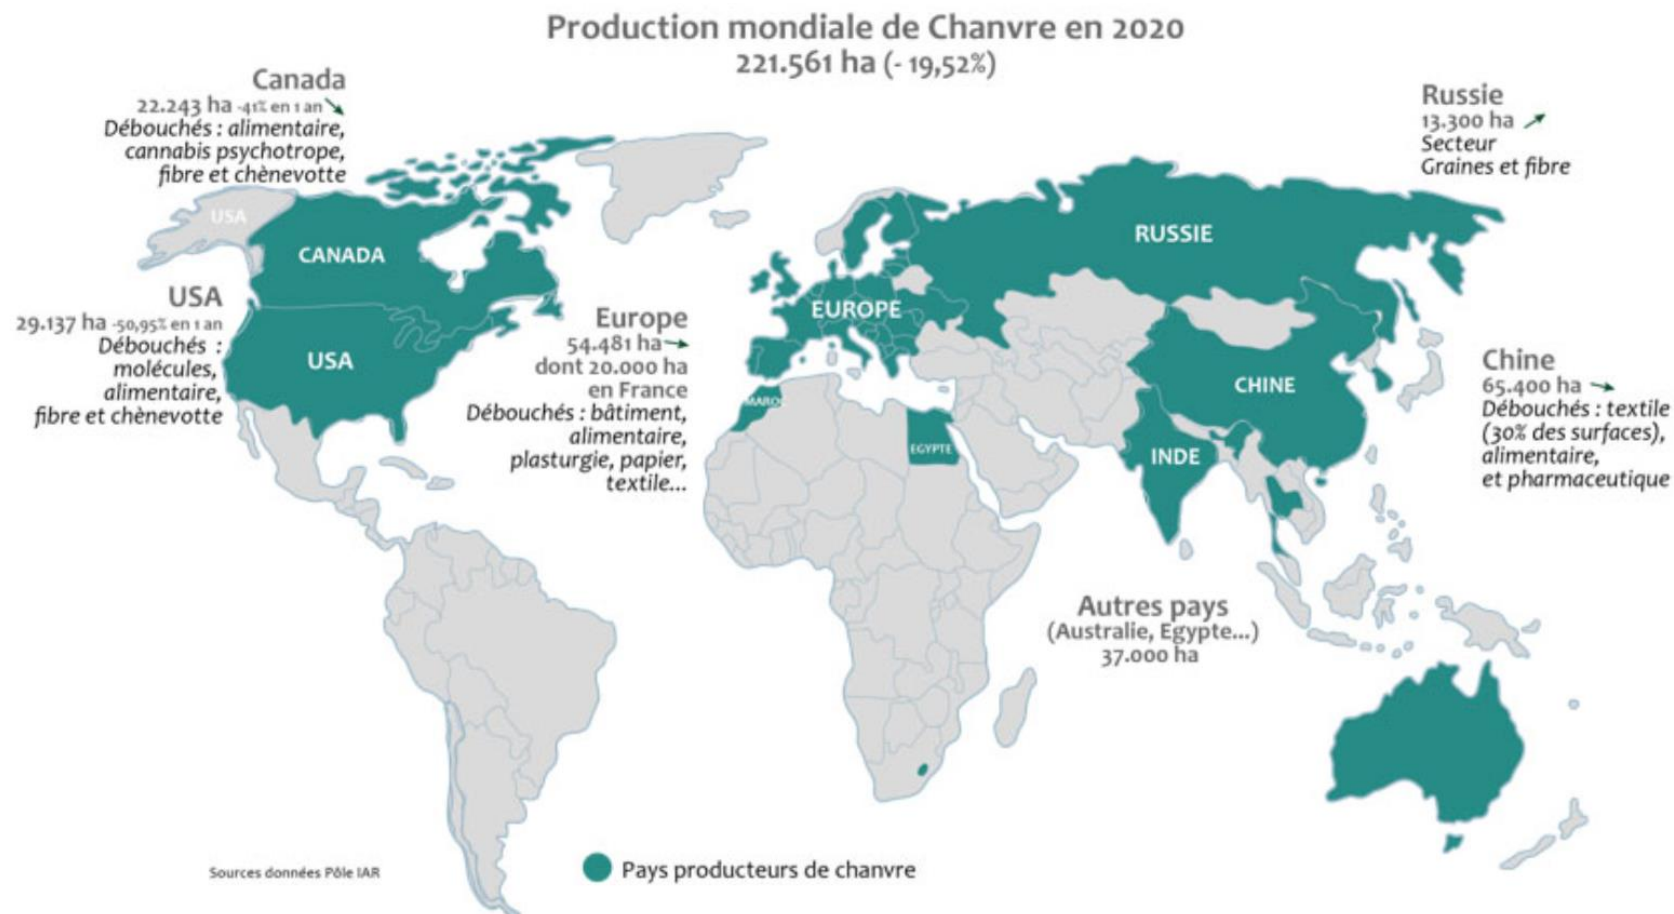 Production mondiale de Chanvre en 2020
221.561 ha (- 19,52%)
Canada
22.243 ha -41% en 1 an
Débouchés : alimentaire,
cannabis psychotrope,
fibre et chènevotte
Russie
13.300 ha
Secteur
Graines et fibre
USA
CANADA
RUSSIE
USA
29.137 ha -50,95% en 1 an
Débouchés :
molécules,
alimentaire,
fibre et chènevotte
USA
Europe
54.481 ha
dont 20.000 ha
en France
Débouchés : bâtiment,
alimentaire,
plasturgie, papier,
textile...
EUROPE
MAROC
EGYPTE
CHINE
INDE
Chine
65.400 ha
Débouchés : textile
(30% des surfaces),
alimentaire,
et pharmaceutique
Autres pays
(Australie, Egypte...)
37.000 ha
Sources données Pôle IAR
Pays producteurs de chanvre